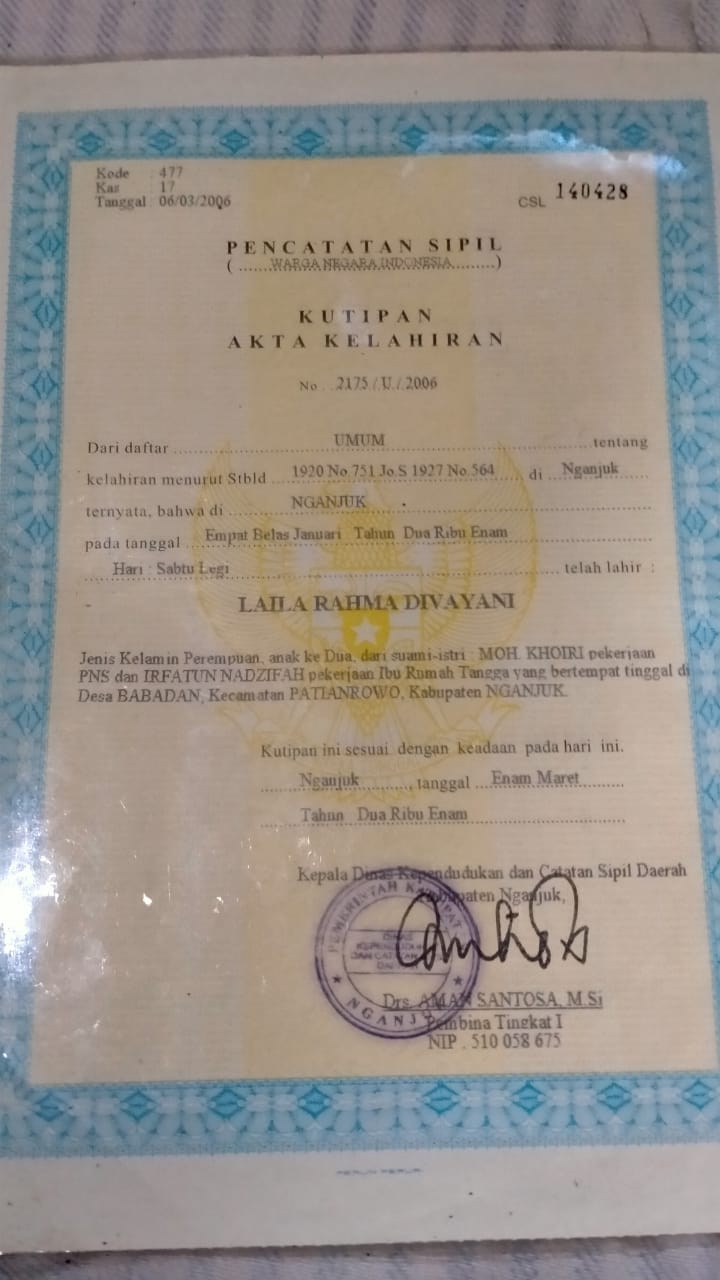 Kode : 477
Kas : 17
Tanggal : 06/03/2006
CSL 140428
PENCATATAN SIPIL
( ..... WARGA NEGARA INDONESIA ..... )
KUTIPAN
AKTA KELAHIRAN
No . 2175 / U / 2006
Dari daftar ..... UMUM ..... tentang
kelahiran menurut Stbld ..... 1920 No.751 Jo.S 1927 No.564 ..... di ..... Nganjuk .....
ternyata, bahwa di ..... NGANJUK .....
pada tanggal ..... Empat Belas Januari Tahun Dua Ribu Enam .....
..... Hari : Sabtu Legi ..... telah lahir :
LAILA RAHMA DIVAYANI
Jenis Kelamin Perempuan, anak ke Dua, dari suami-istri : MOH. KHOIRI pekerjaan
PNS dan IRFATUN NADZIFAH pekerjaan Ibu Rumah Tangga yang bertempat tinggal di
Desa BABADAN, Kecamatan PATIANROWO, Kabupaten NGANJUK.
Kutipan ini sesuai dengan keadaan pada hari ini.
..... Nganjuk ....., tanggal ..... Enam Maret .....
..... Tahun Dua Ribu Enam .....
Kepala Dinas Kependudukan dan Catatan Sipil Daerah
Kabupaten Nganjuk,
PEMERINTAH KABUPAT
DINAS
KEPENDUDU
DAN CATA
NGANJUK
Drs. AMAN SANTOSA, M.Si
Pembina Tingkat I
NIP . 510 058 675